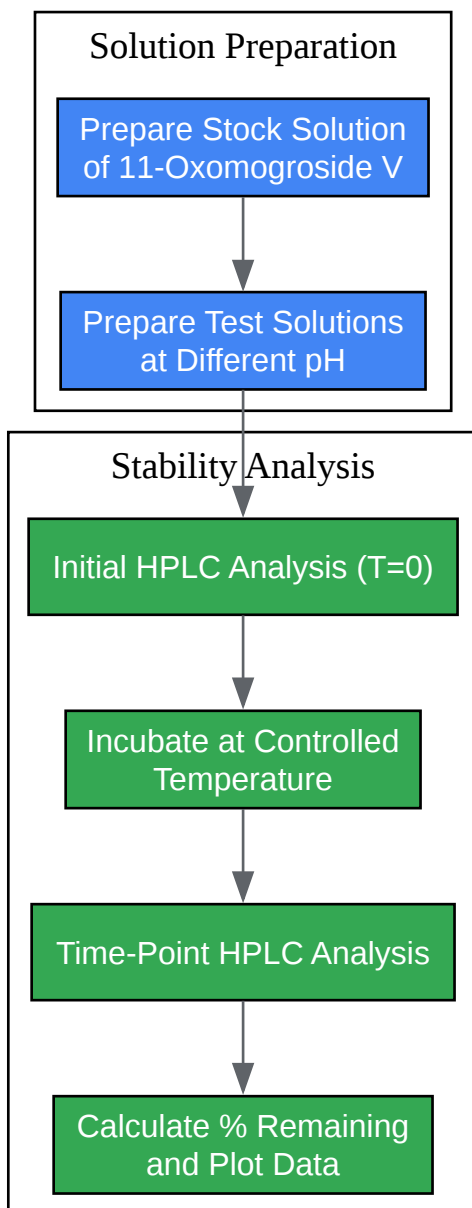 Solution Preparation
Prepare Stock Solution
of 11-Oxomogroside V
Prepare Test Solutions
at Different pH
Stability Analysis
Initial HPLC Analysis (T=0)
Incubate at Controlled
Temperature
Time-Point HPLC Analysis
Calculate % Remaining
and Plot Data